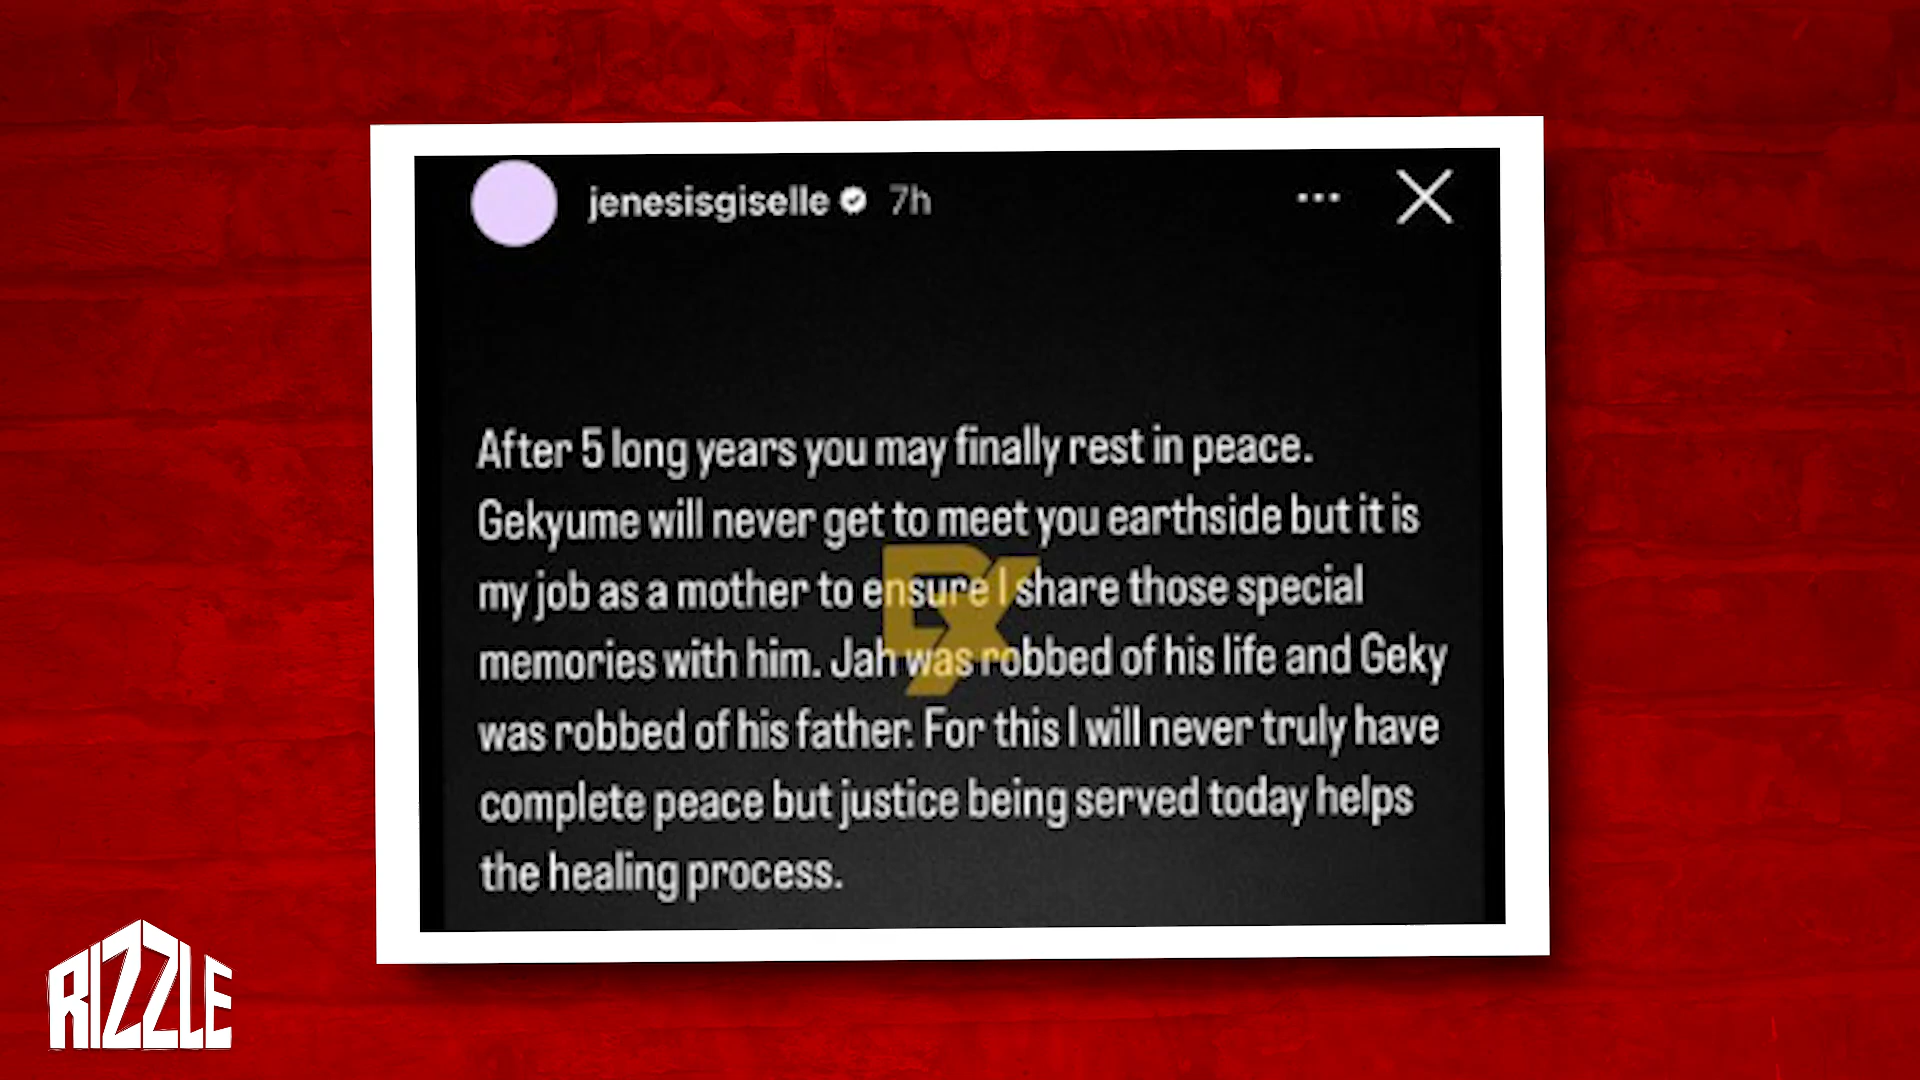 jenesisgiselle 7h
After 5 long years you may finally rest in peace.
Gekyume will never get to meet you earthside but it is
my job as a mother to ensure I share those special
memories with him. Jah was robbed of his life and Geky
was robbed of his father. For this I will never truly have
complete peace but justice being served today helps
the healing process.
DX
RIZZLE